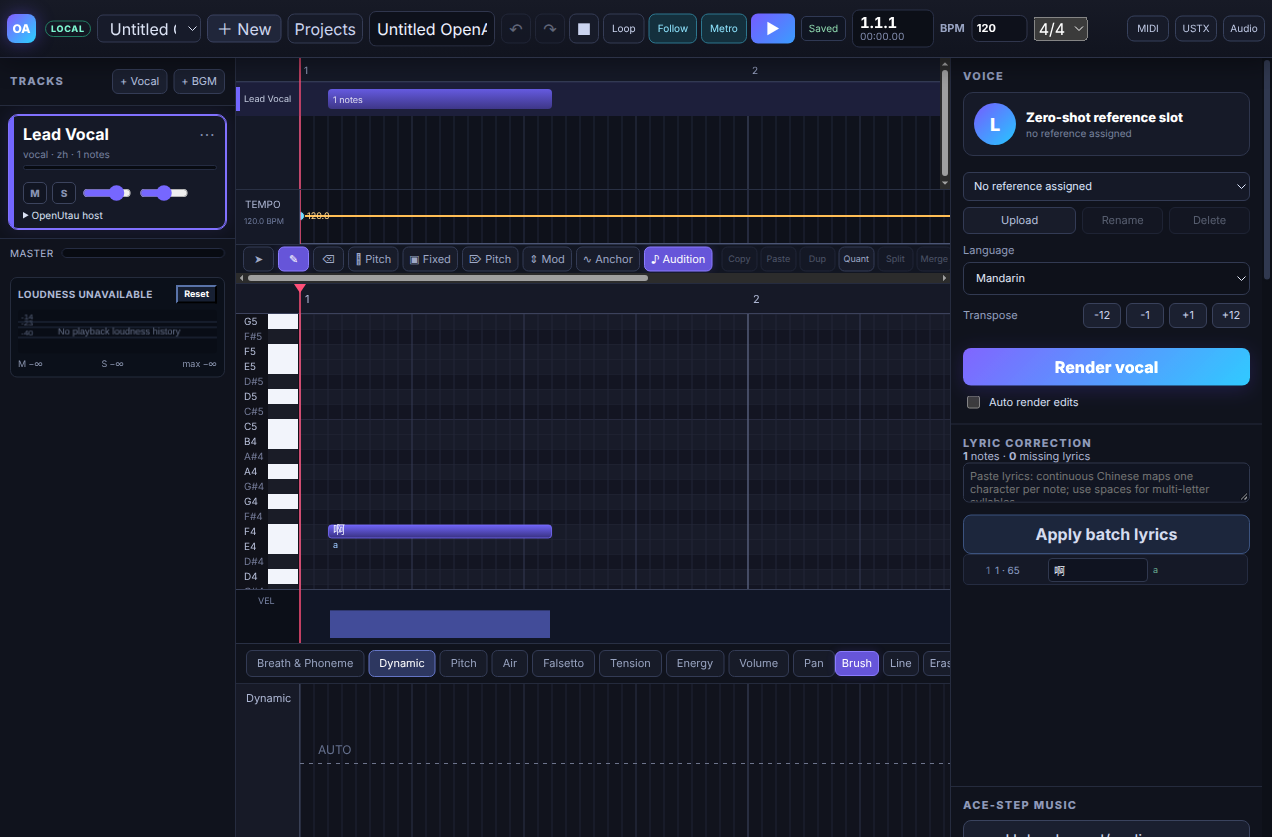 OA LOCAL Untitled ( + New Projects Untitled OpenA Loop Follow Metro Saved 1.1.1 00:00.00 BPM 120 4/4 MIDI USTX Audio
TRACKS + Vocal + BGM
Lead Vocal ...
vocal · zh · 1 notes
M S
OpenUtau host
MASTER
LOUDNESS UNAVAILABLE Reset
-14
-23
-40
No playback loudness history
M −∞ S −∞ max −∞
1 2
Lead Vocal 1 notes
TEMPO
120.0 BPM 120.0
Pitch Fixed Pitch Mod Anchor Audition Copy Paste Dup Quant Split Merge
1 2
G5
F#5
F5
E5
D#5
D5
C#5
C5
B4
A#4
A4
G#4
G4
F#4
F4 啊
E4 a
D#4
D4
VEL
Breath & Phoneme Dynamic Pitch Air Falsetto Tension Energy Volume Pan Brush Line Eras
Dynamic
AUTO
VOICE
L Zero-shot reference slot
no reference assigned
No reference assigned
Upload Rename Delete
Language
Mandarin
Transpose -12 -1 +1 +12
Render vocal
Auto render edits
LYRIC CORRECTION
1 notes · 0 missing lyrics
Paste lyrics: continuous Chinese maps one
character per note; use spaces for multi-letter
Apply batch lyrics
1 1 · 65 啊 a
ACE-STEP MUSIC